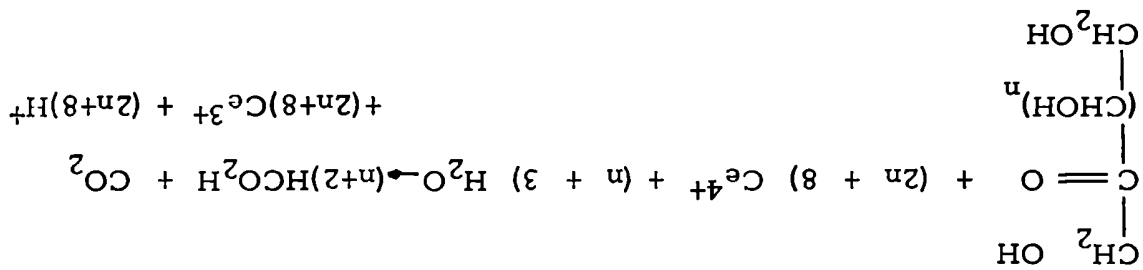 CH₂ OH
C=O + (2n + 8) Ce⁴⁺ + (n + 3) H₂O→(n+2)HCO₂H + CO₂
(CHOH)ₙ +(2n+8)Ce³⁺ + (2n+8)H⁺
CH₂OH